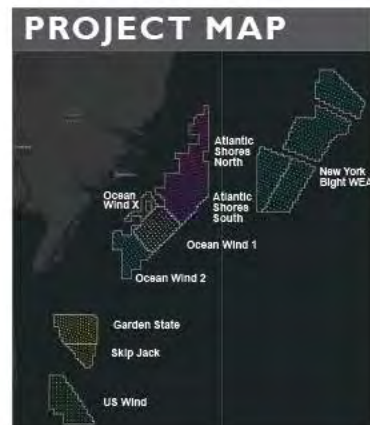 PROJECT MAP
Atlantic
Shores
North
New York
Bight WEA
Ocean
Wind X
Atlantic
Shores
South
Ocean Wind 1
Ocean Wind 2
Garden State
Skip Jack
US Wind